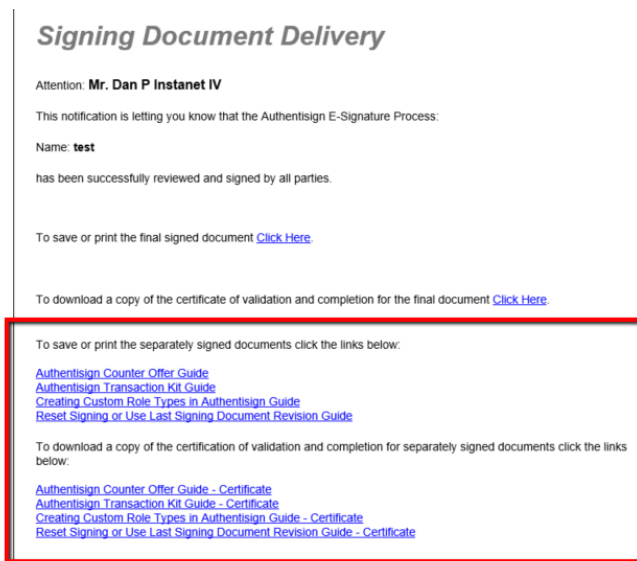 Signing Document Delivery
Attention: Mr. Dan P Instanet IV
This notification is letting you know that the Authentisign E-Signature Process:
Name: test
has been successfully reviewed and signed by all parties.
To save or print the final signed document Click Here.
To download a copy of the certificate of validation and completion for the final document Click Here.
To save or print the separately signed documents click the links below:
Authentisign Counter Offer Guide
Authentisign Transaction Kit Guide
Creating Custom Role Types in Authentisign Guide
Reset Signing or Use Last Signing Document Revision Guide
To download a copy of the certification of validation and completion for separately signed documents click the links
below:
Authentisign Counter Offer Guide - Certificate
Authentisign Transaction Kit Guide - Certificate
Creating Custom Role Types in Authentisign Guide - Certificate
Reset Signing or Use Last Signing Document Revision Guide - Certificate